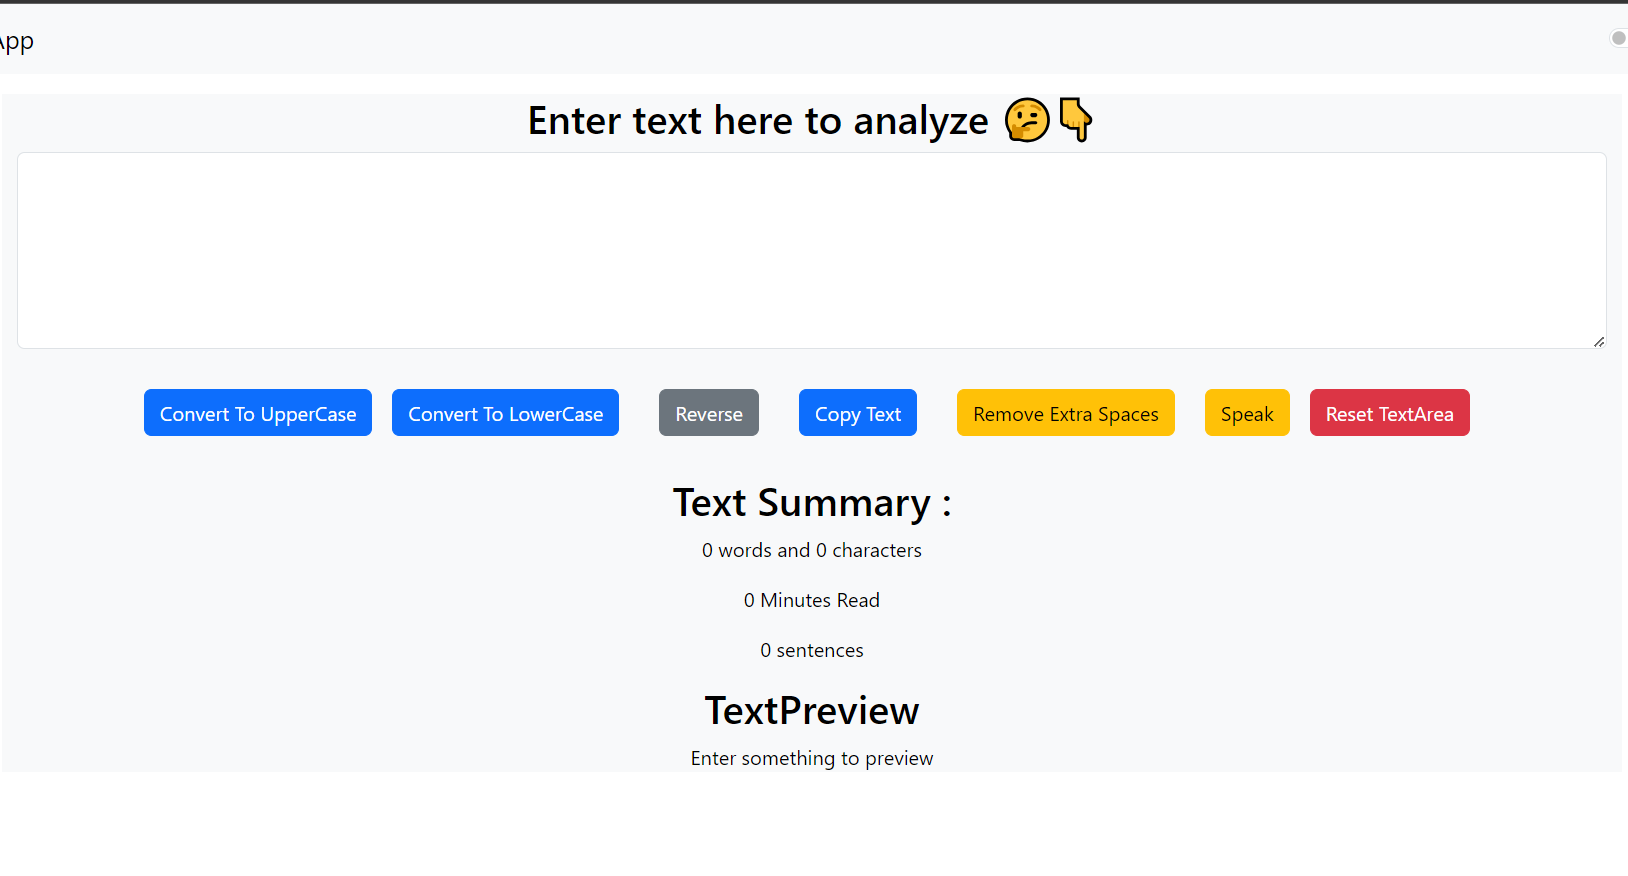 App
Enter text here to analyze 🤔👇
Convert To UpperCase Convert To LowerCase Reverse Copy Text Remove Extra Spaces Speak Reset TextArea
Text Summary :
0 words and 0 characters
0 Minutes Read
0 sentences
TextPreview
Enter something to preview